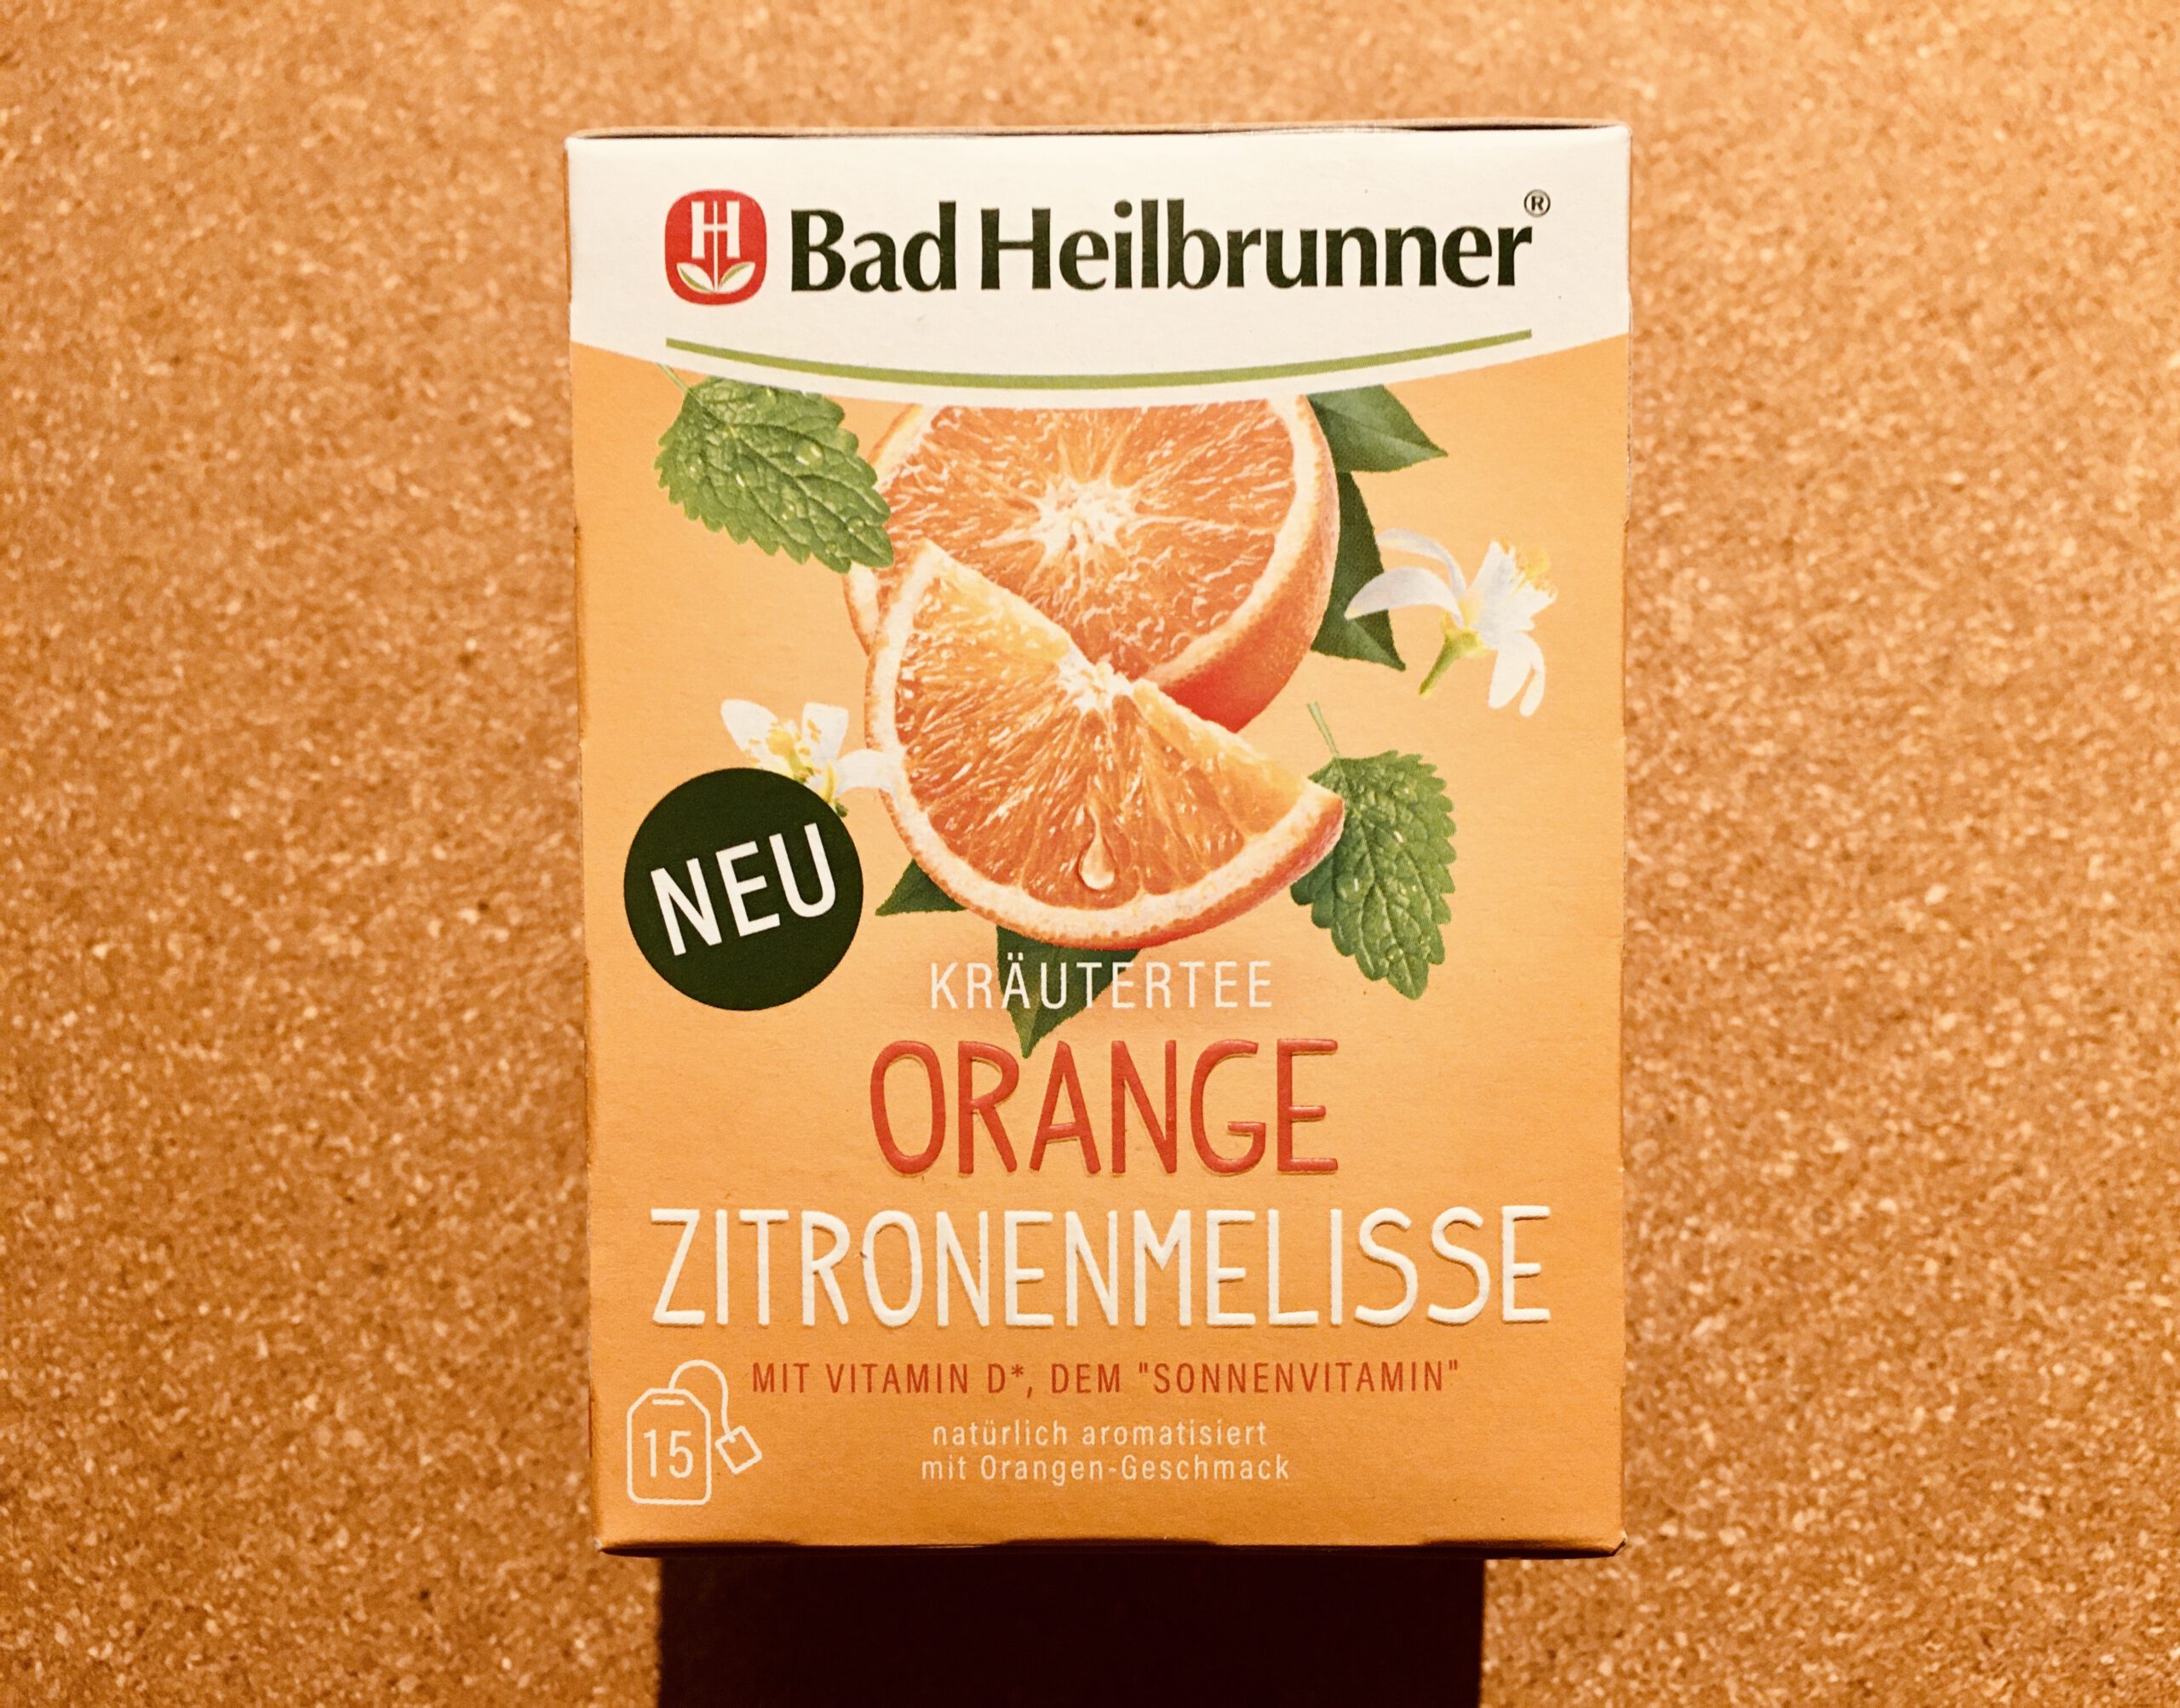 Bad Heilbrunner®
NEU
KRÄUTERTEE
ORANGE
ZITRONENMELISSE
MIT VITAMIN D*, DEM "SONNENVITAMIN"
15
natürlich aromatisiert
mit Orangen-Geschmack